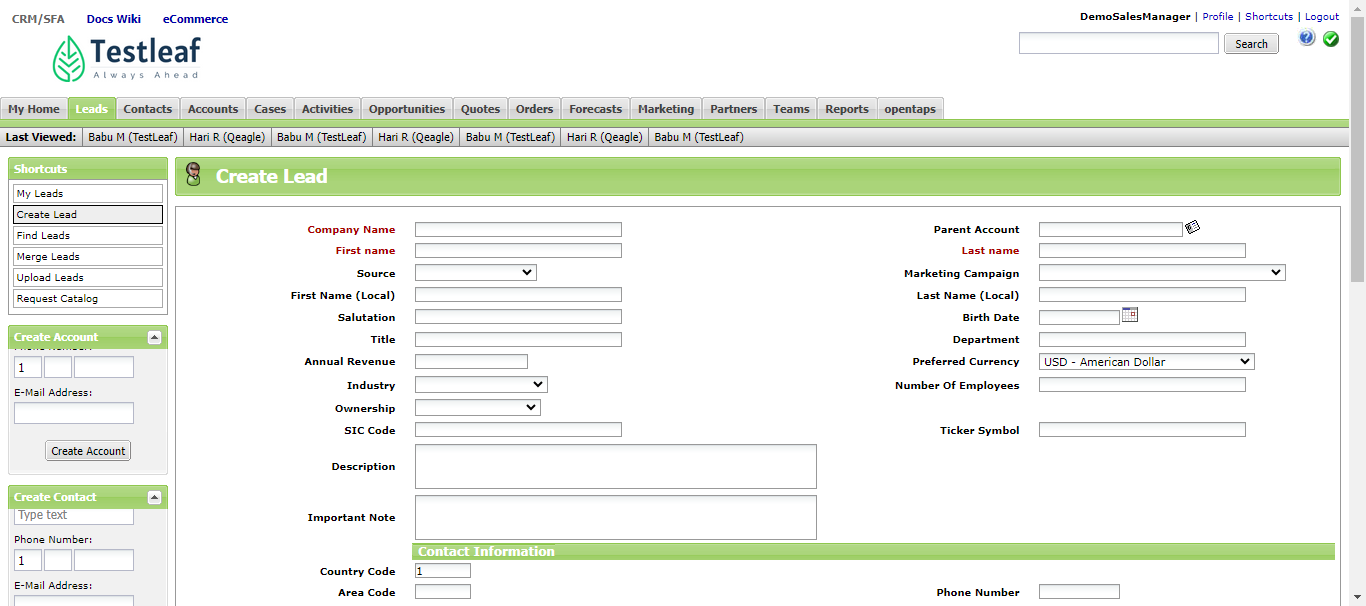 CRM/SFA Docs Wiki eCommerce
DemoSalesManager | Profile | Shortcuts | Logout
Testleaf
Always Ahead
Search
My Home Leads Contacts Accounts Cases Activities Opportunities Quotes Orders Forecasts Marketing Partners Teams Reports opentaps
Last Viewed: Babu M (TestLeaf) Hari R (Qeagle) Babu M (TestLeaf) Hari R (Qeagle) Babu M (TestLeaf) Hari R (Qeagle) Babu M (TestLeaf)
Shortcuts
My Leads
Create Lead
Find Leads
Merge Leads
Upload Leads
Request Catalog
Create Account
Phone Number:
1
E-Mail Address:
Create Account
Create Contact
Type text
Phone Number:
1
E-Mail Address:
Create Lead
Company Name Parent Account
First name Last name
Source Marketing Campaign
First Name (Local) Last Name (Local)
Salutation Birth Date
Title Department
Annual Revenue Preferred Currency USD - American Dollar
Industry Number Of Employees
Ownership
SIC Code Ticker Symbol
Description
Important Note
Contact Information
Country Code 1
Area Code Phone Number